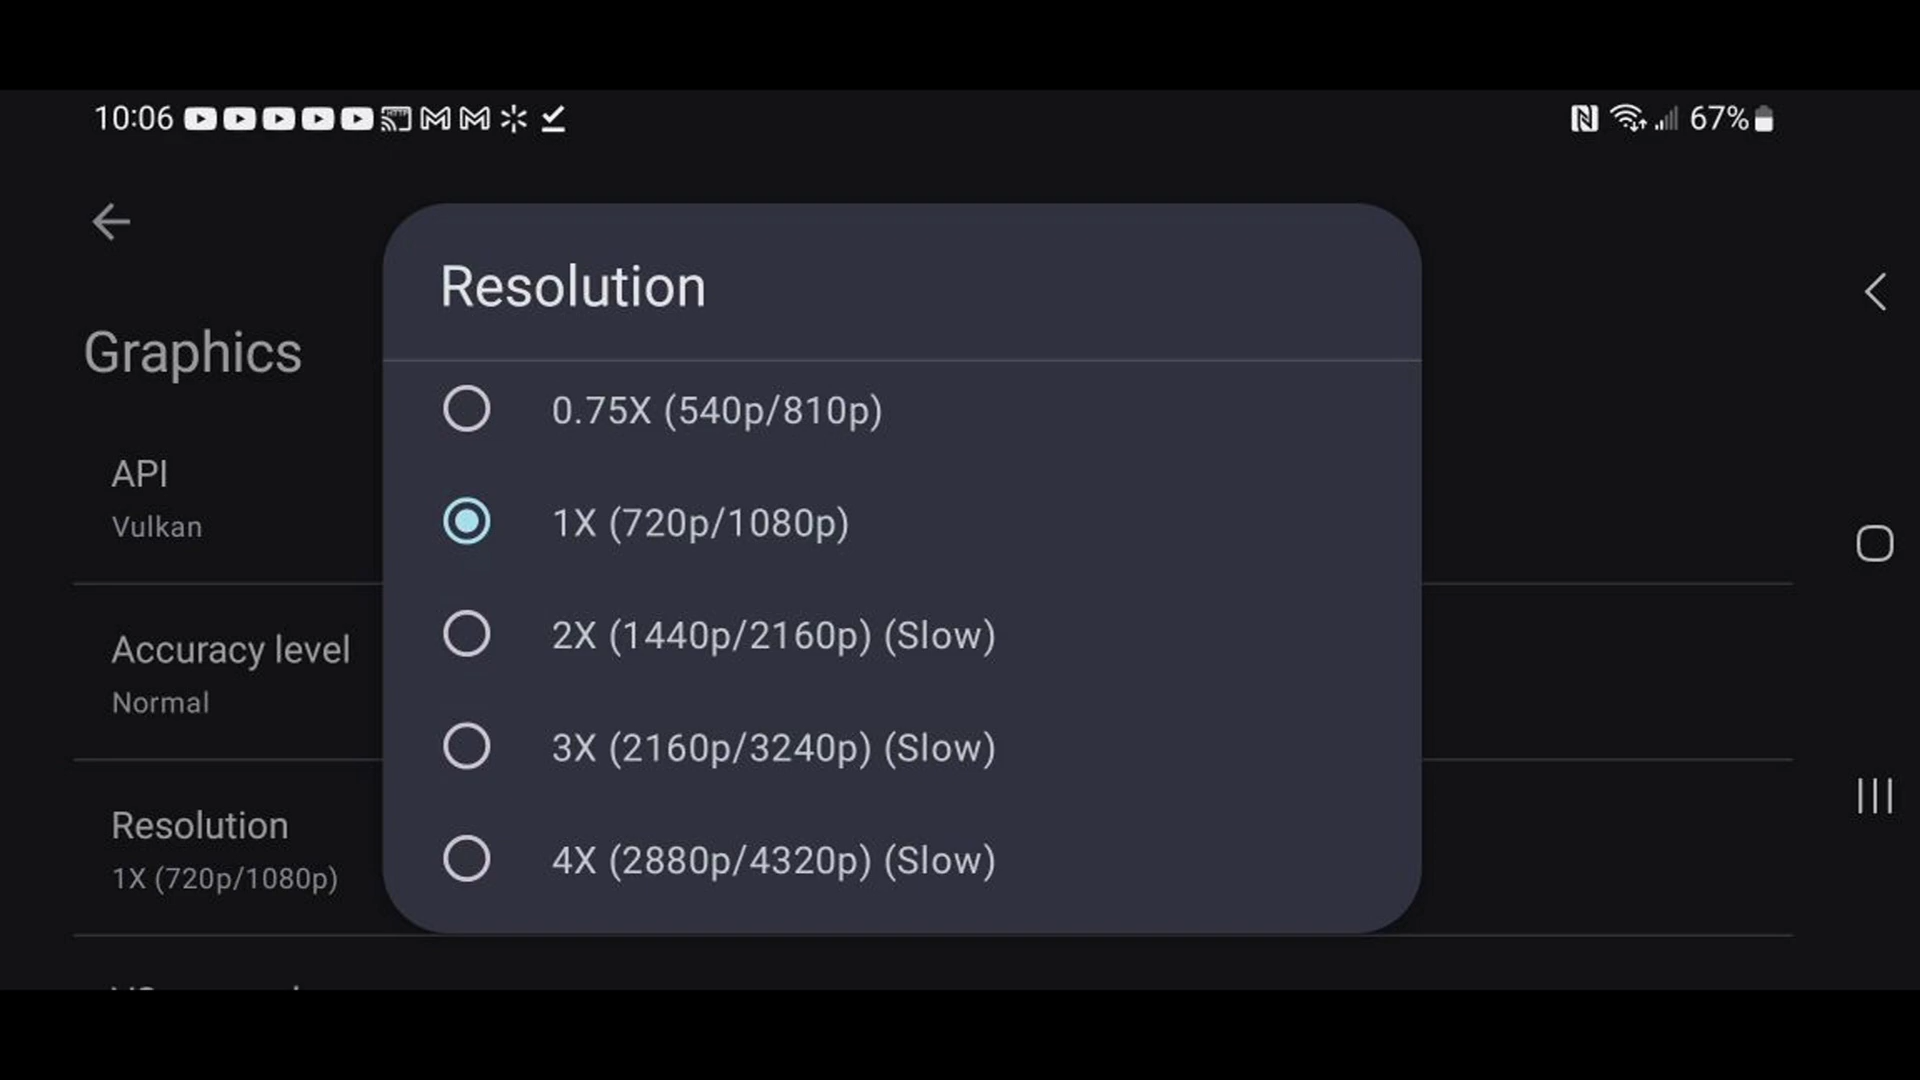 10:06
67%
Graphics
API
Vulkan
Accuracy level
Normal
Resolution
1X (720p/1080p)
Resolution
0.75X (540p/810p)
1X (720p/1080p)
2X (1440p/2160p) (Slow)
3X (2160p/3240p) (Slow)
4X (2880p/4320p) (Slow)